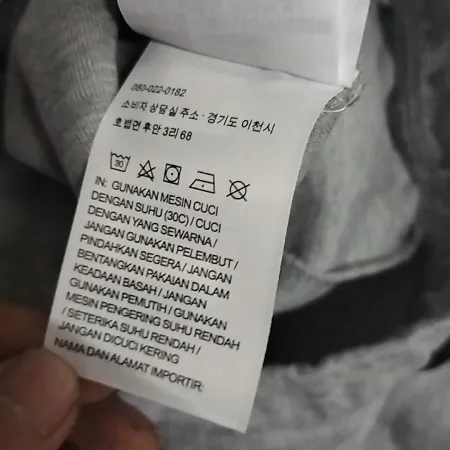 080-022-0182
소비자 상담실 주소 · 경기도 이천시
호법면 후안 3리 68
30
IN: GUNAKAN MESIN CUCI
DENGAN SUHU (30C) / CUCI
DENGAN YANG SEWARNA /
JANGAN GUNAKAN PELEMBUT /
PINDAHKAN SEGERA / JANGAN
BENTANGKAN PAKAIAN DALAM
KEADAAN BASAH / JANGAN
GUNAKAN PEMUTIH / GUNAKAN
MESIN PENGERING SUHU RENDAH
/ SETERIKA SUHU RENDAH /
JANGAN DICUCI KERING
NAMA DAN ALAMAT IMPORTIR: